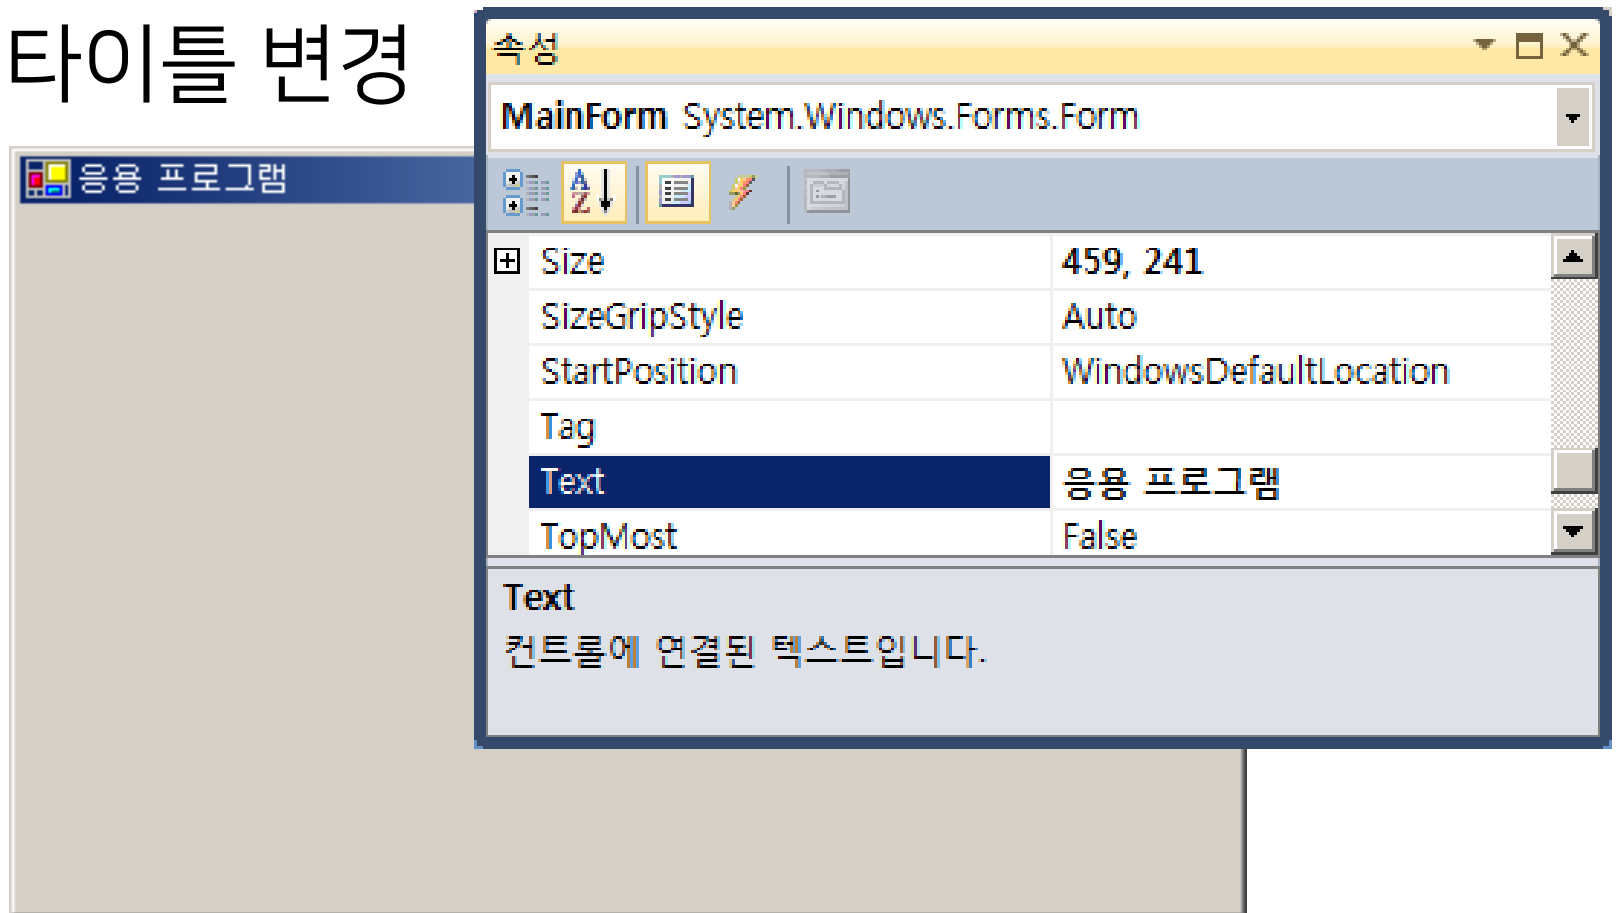 타이틀 변경
응용 프로그램
속성
MainForm System.Windows.Forms.Form
Size 459, 241
SizeGripStyle Auto
StartPosition WindowsDefaultLocation
Tag
Text 응용 프로그램
TopMost False
Text
컨트롤에 연결된 텍스트입니다.